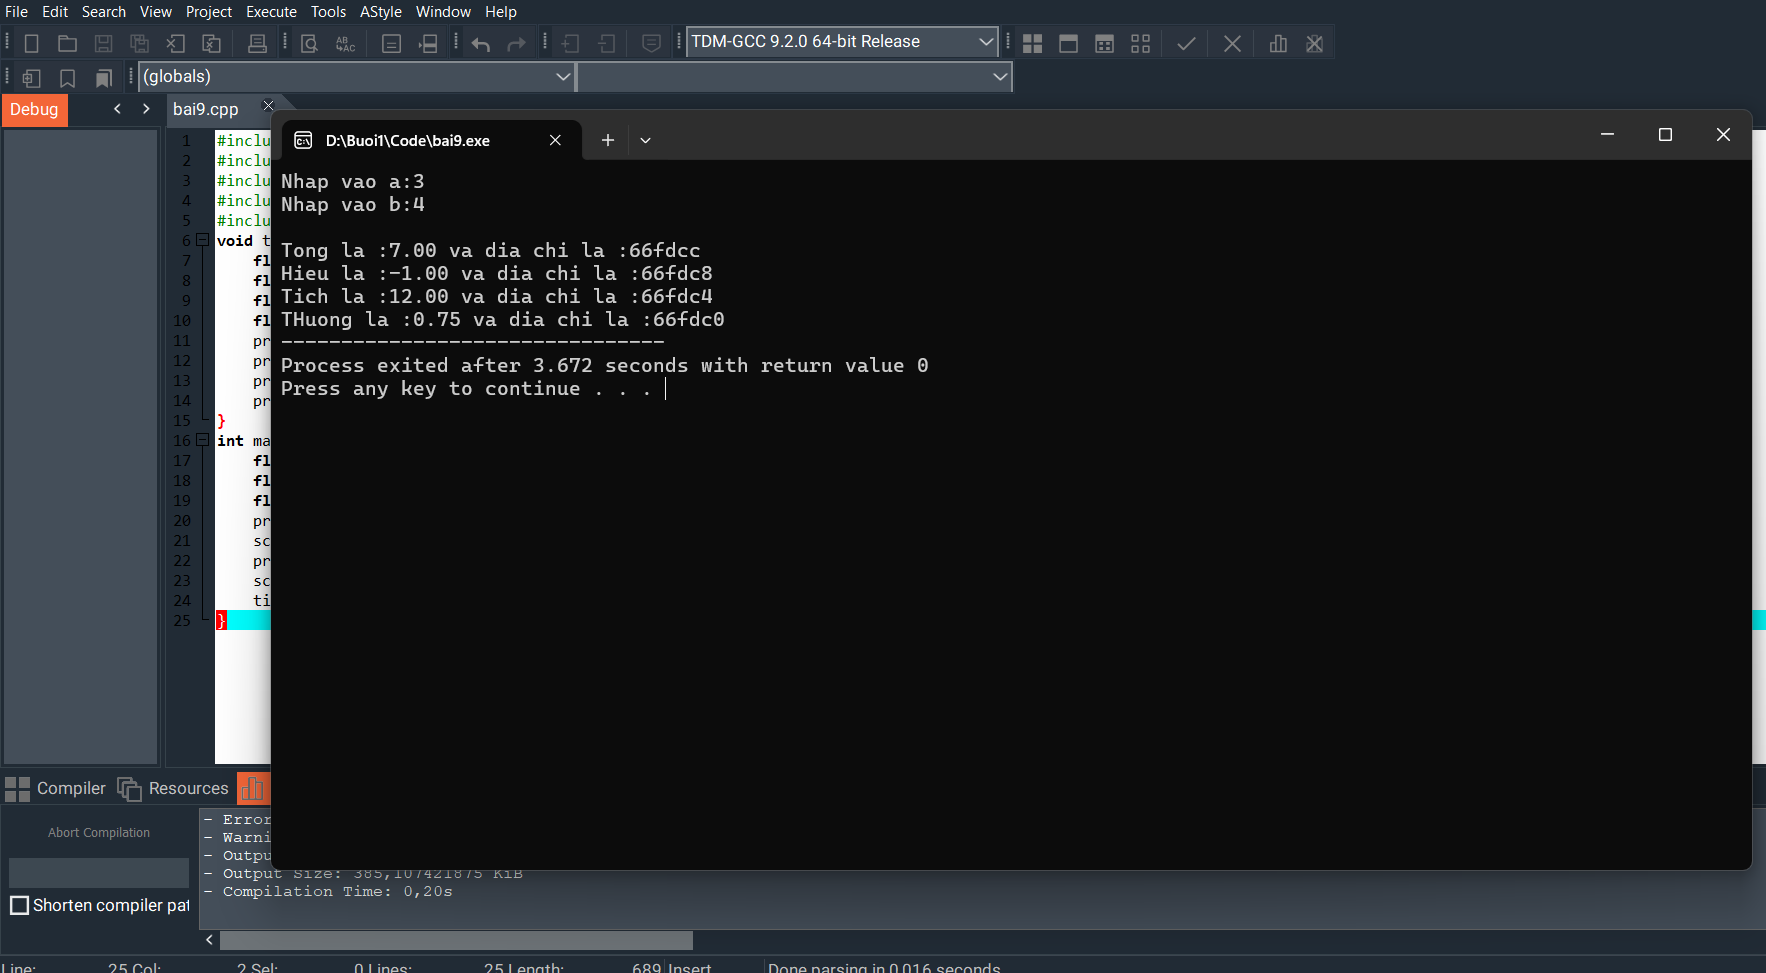 File Edit Search View Project Execute Tools AStyle Window Help
TDM-GCC 9.2.0 64-bit Release
(globals)
Debug
bai9.cpp
D:\Buoi1\Code\bai9.exe
1 #inclu
2 #inclu
3 #inclu
4 #inclu
5 #inclu
6 void t
7 fl
8 fl
9 fl
10 fl
11 pr
12 pr
13 pr
14 pr
15 }
16 int ma
17 fl
18 fl
19 fl
20 pr
21 sc
22 pr
23 sc
24 ti
25 }
Nhap vao a:3
Nhap vao b:4
Tong la :7.00 va dia chi la :66fdcc
Hieu la :-1.00 va dia chi la :66fdc8
Tich la :12.00 va dia chi la :66fdc4
THuong la :0.75 va dia chi la :66fdc0
--------------------------------
Process exited after 3.672 seconds with return value 0
Press any key to continue . . .
Compiler Resources
Abort Compilation
Shorten compiler pat
- Error
- Warni
- Outpu
- Output Size: 385,107421875 KiB
- Compilation Time: 0,20s
Line: 25 Col: 2 Sel: 0 Lines: 25 Length: 689 Insert Done parsing in 0.016 seconds